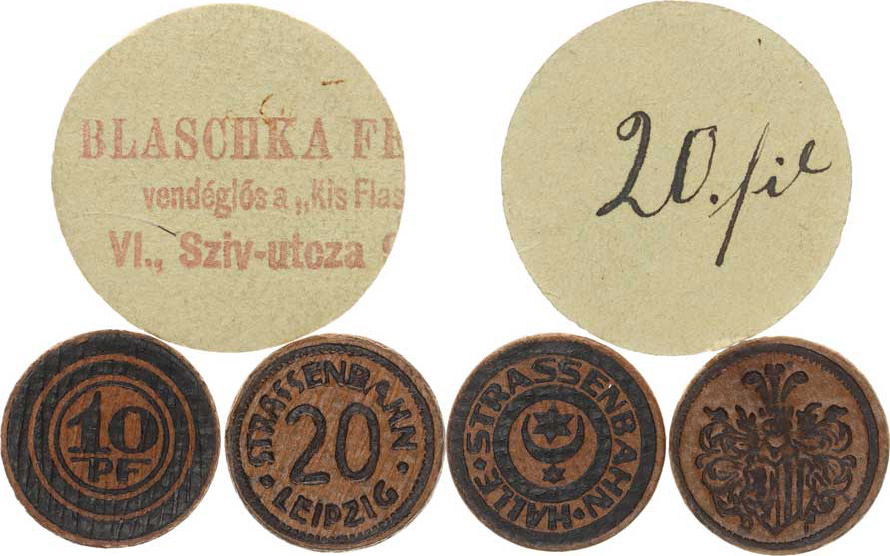 BLASCHKA FE
vendéglős a „Kis Flas
VI., Sziv-utcza
20. fil
10
PF
STRASSENBAHN
20
LEIPZIG
STRASSENBAHN·HALLE·